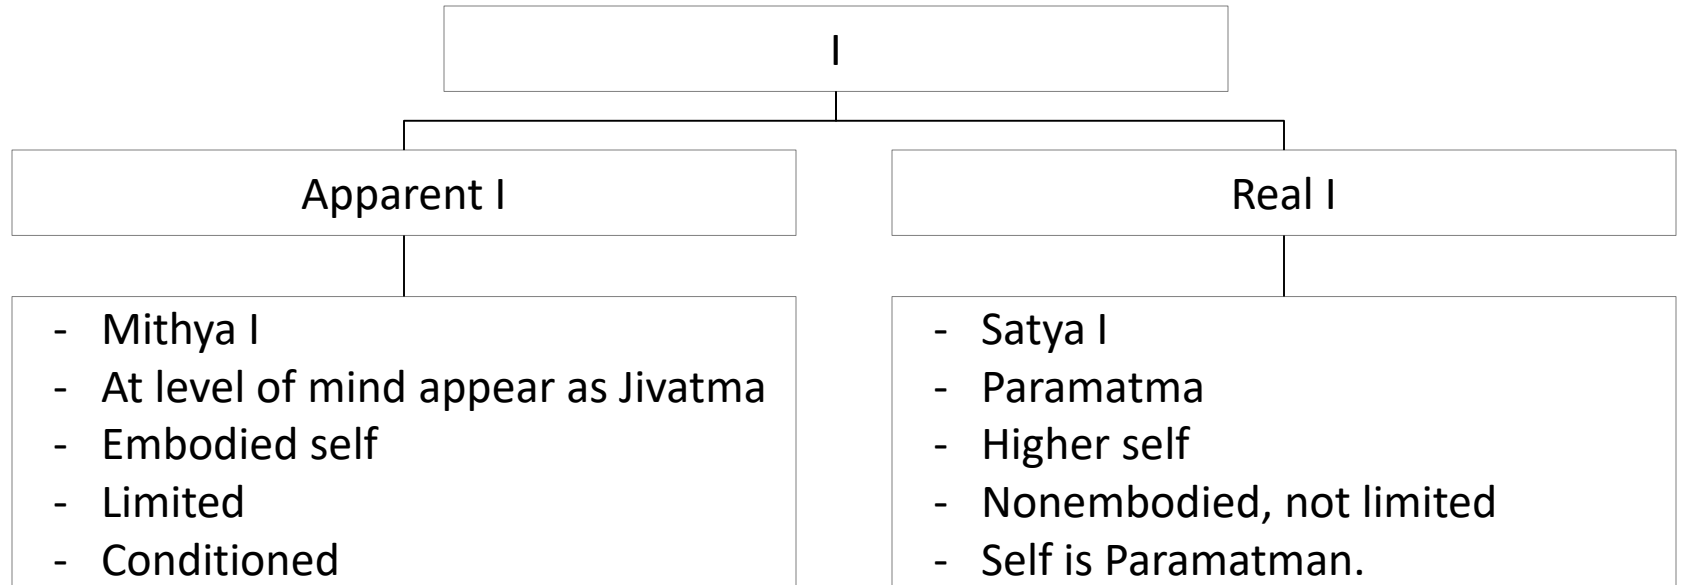 I
Apparent I
Real I
- Mithya I
- At level of mind appear as Jivatma
- Embodied self
- Limited
- Conditioned
- Satya I
- Paramatma
- Higher self
- Nonembodied, not limited
- Self is Paramatman.